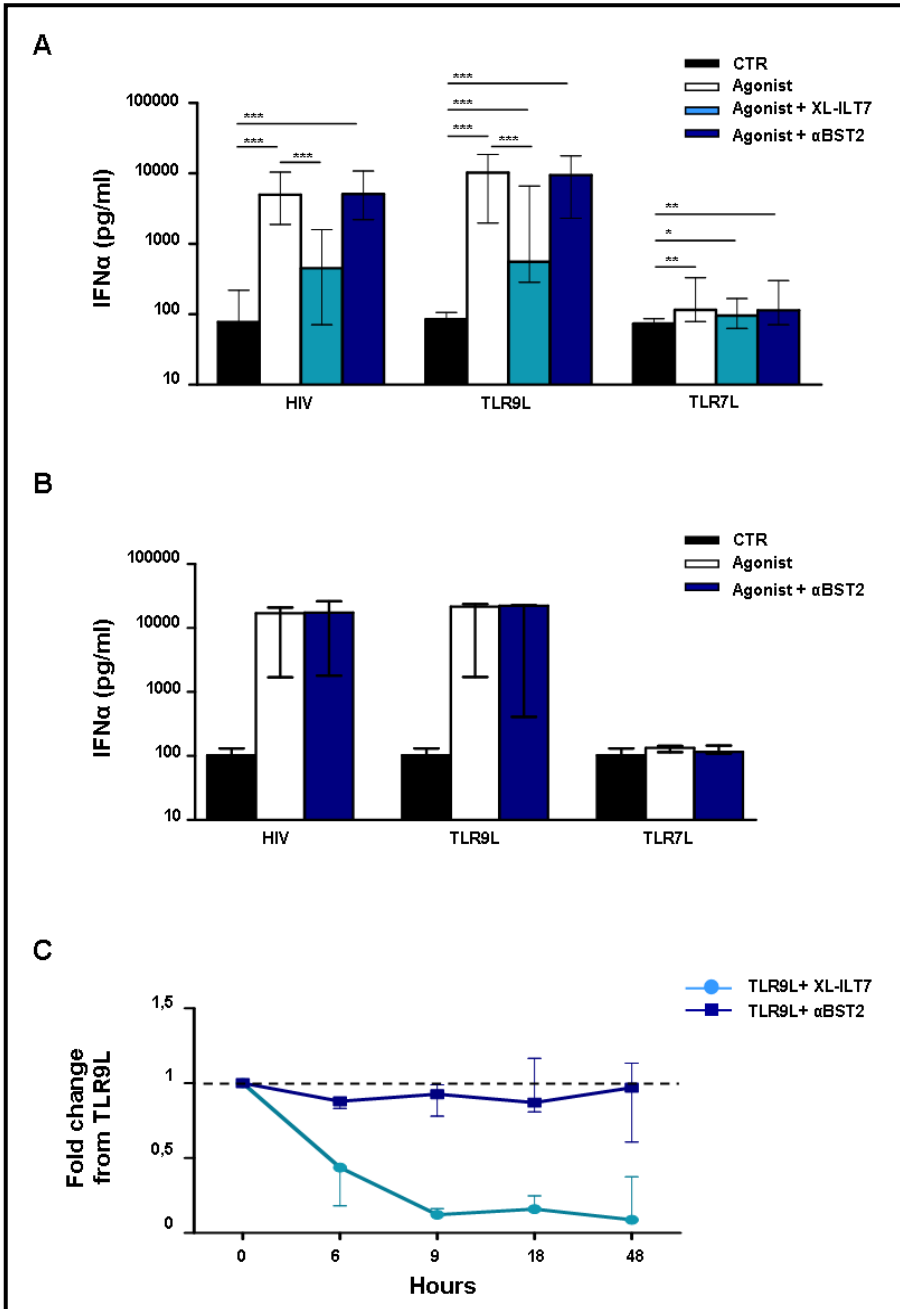 A
CTR
Agonist
Agonist + XL-ILT7
Agonist + αBST2
IFNα (pg/ml)
100000
10000
1000
100
10
***
***
***
***
***
***
***
**
*
**
HIV
TLR9L
TLR7L
B
CTR
Agonist
Agonist + αBST2
IFNα (pg/ml)
100000
10000
1000
100
10
HIV
TLR9L
TLR7L
C
TLR9L+ XL-ILT7
TLR9L+ αBST2
Fold change
from TLR9L
1,5
1
0,5
0
0
6
9
18
48
Hours